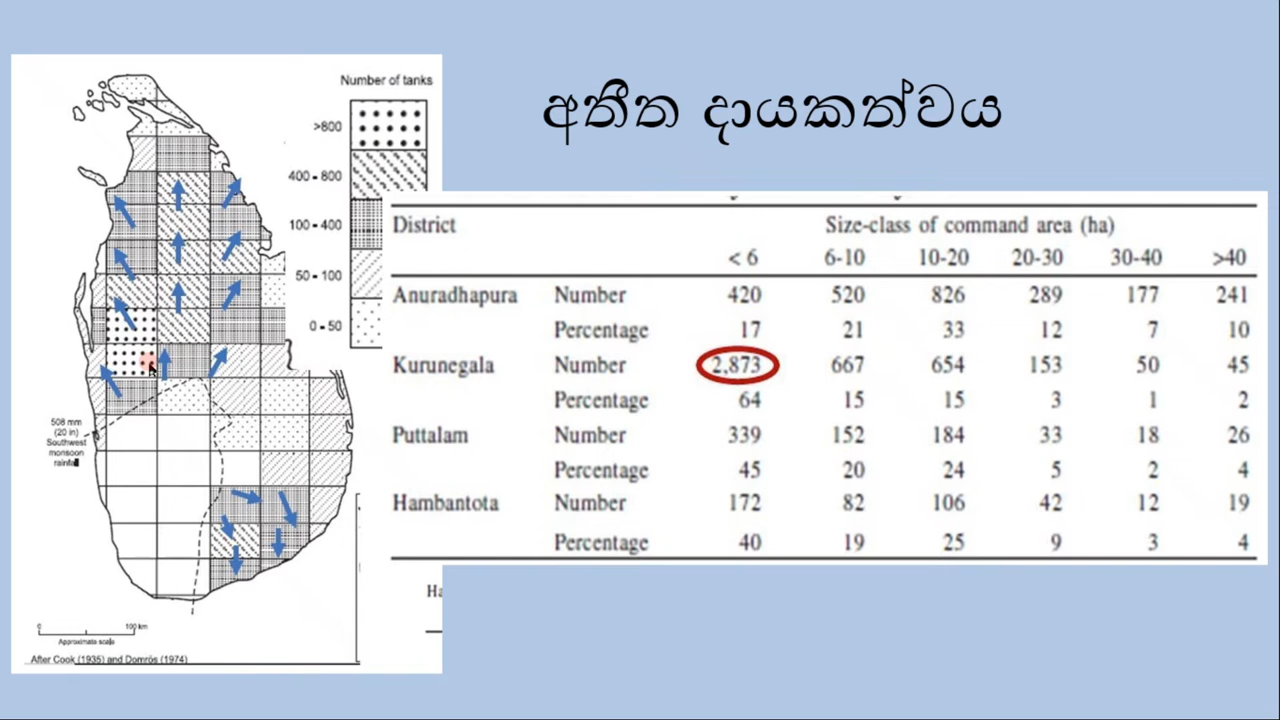 අතීත දායකත්වය
Number of tanks
>800
400 - 800
100 - 400
50 - 100
0 - 50
508 mm
(20 in)
Southwest
monsoon
rainfall
0 100 km
Approximate scale
After Cook (1935) and Domrös (1974)
District Size-class of command area (ha)
< 6 6-10 10-20 20-30 30-40 >40
Anuradhapura Number 420 520 826 289 177 241
Percentage 17 21 33 12 7 10
Kurunegala Number 2,873 667 654 153 50 45
Percentage 64 15 15 3 1 2
Puttalam Number 339 152 184 33 18 26
Percentage 45 20 24 5 2 4
Hambantota Number 172 82 106 42 12 19
Percentage 40 19 25 9 3 4
Ha